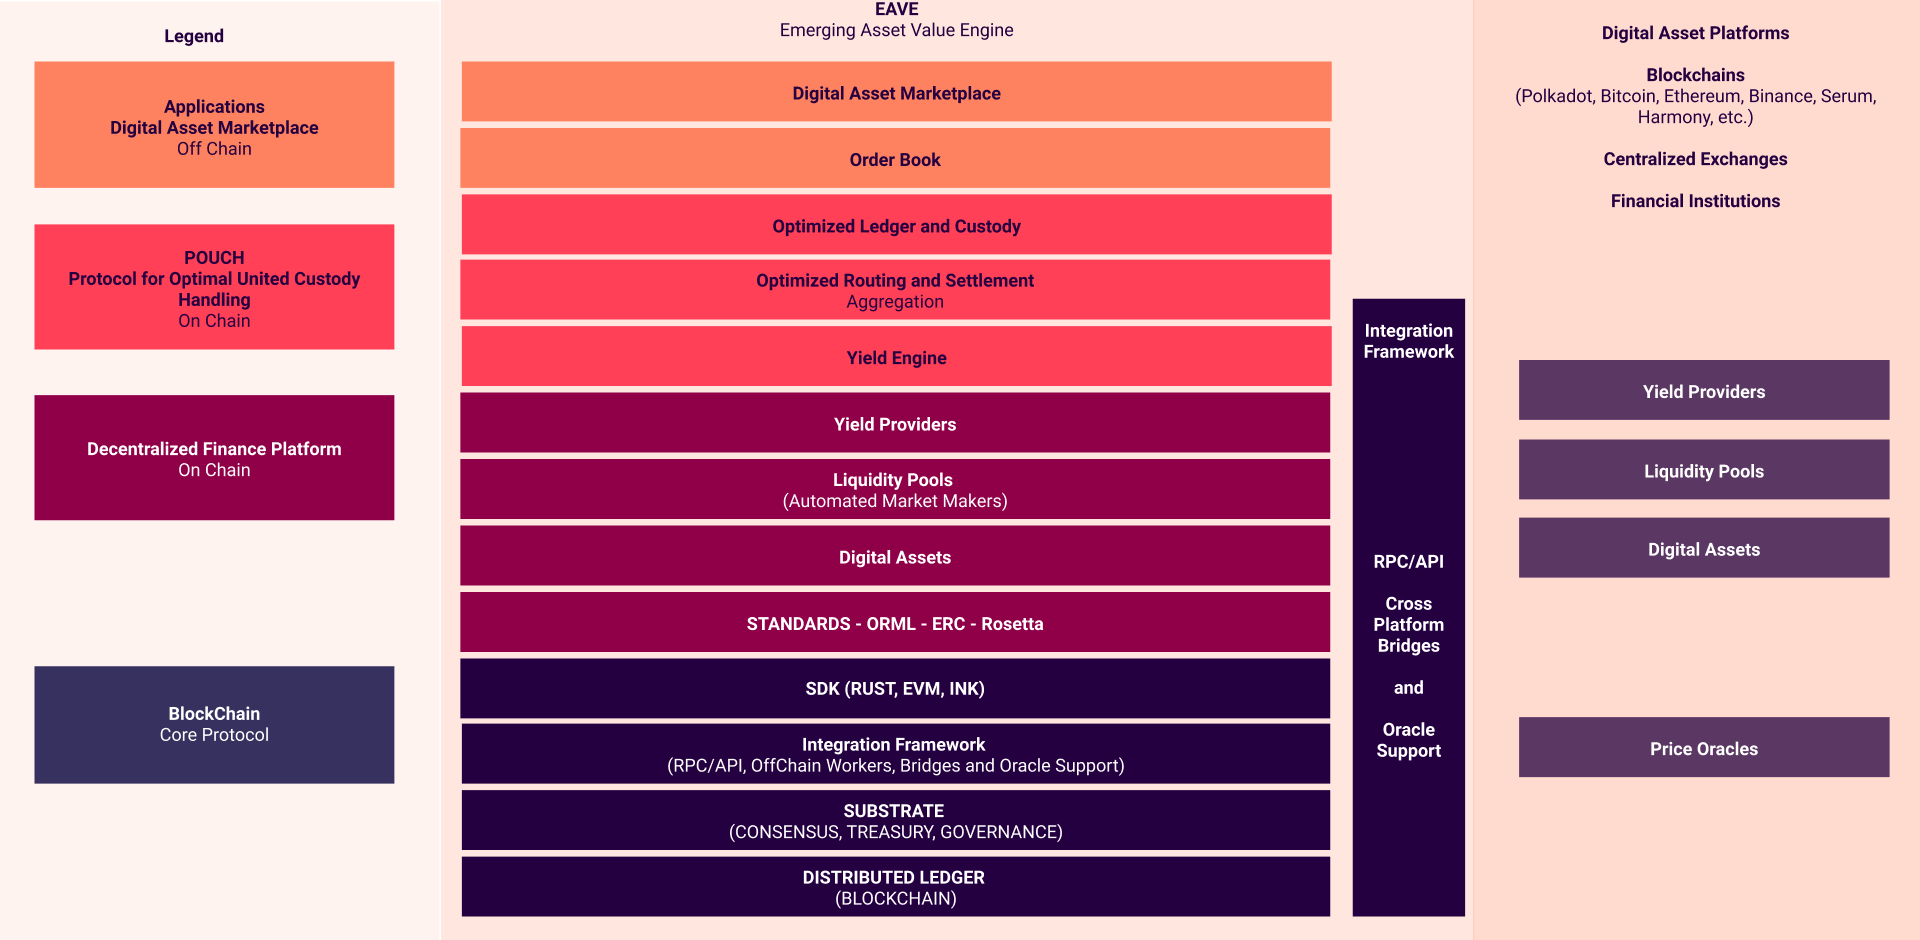 Legend
Applications
Digital Asset Marketplace
Off Chain
POUCH
Protocol for Optimal United Custody
Handling
On Chain
Decentralized Finance Platform
On Chain
BlockChain
Core Protocol
EAVE
Emerging Asset Value Engine
Digital Asset Marketplace
Order Book
Optimized Ledger and Custody
Optimized Routing and Settlement
Aggregation
Yield Engine
Yield Providers
Liquidity Pools
(Automated Market Makers)
Digital Assets
STANDARDS - ORML - ERC - Rosetta
SDK (RUST, EVM, INK)
Integration Framework
(RPC/API, OffChain Workers, Bridges and Oracle Support)
SUBSTRATE
(CONSENSUS, TREASURY, GOVERNANCE)
DISTRIBUTED LEDGER
(BLOCKCHAIN)
Integration
Framework
RPC/API
Cross
Platform
Bridges
and
Oracle
Support
Digital Asset Platforms
Blockchains
(Polkadot, Bitcoin, Ethereum, Binance, Serum,
Harmony, etc.)
Centralized Exchanges
Financial Institutions
Yield Providers
Liquidity Pools
Digital Assets
Price Oracles